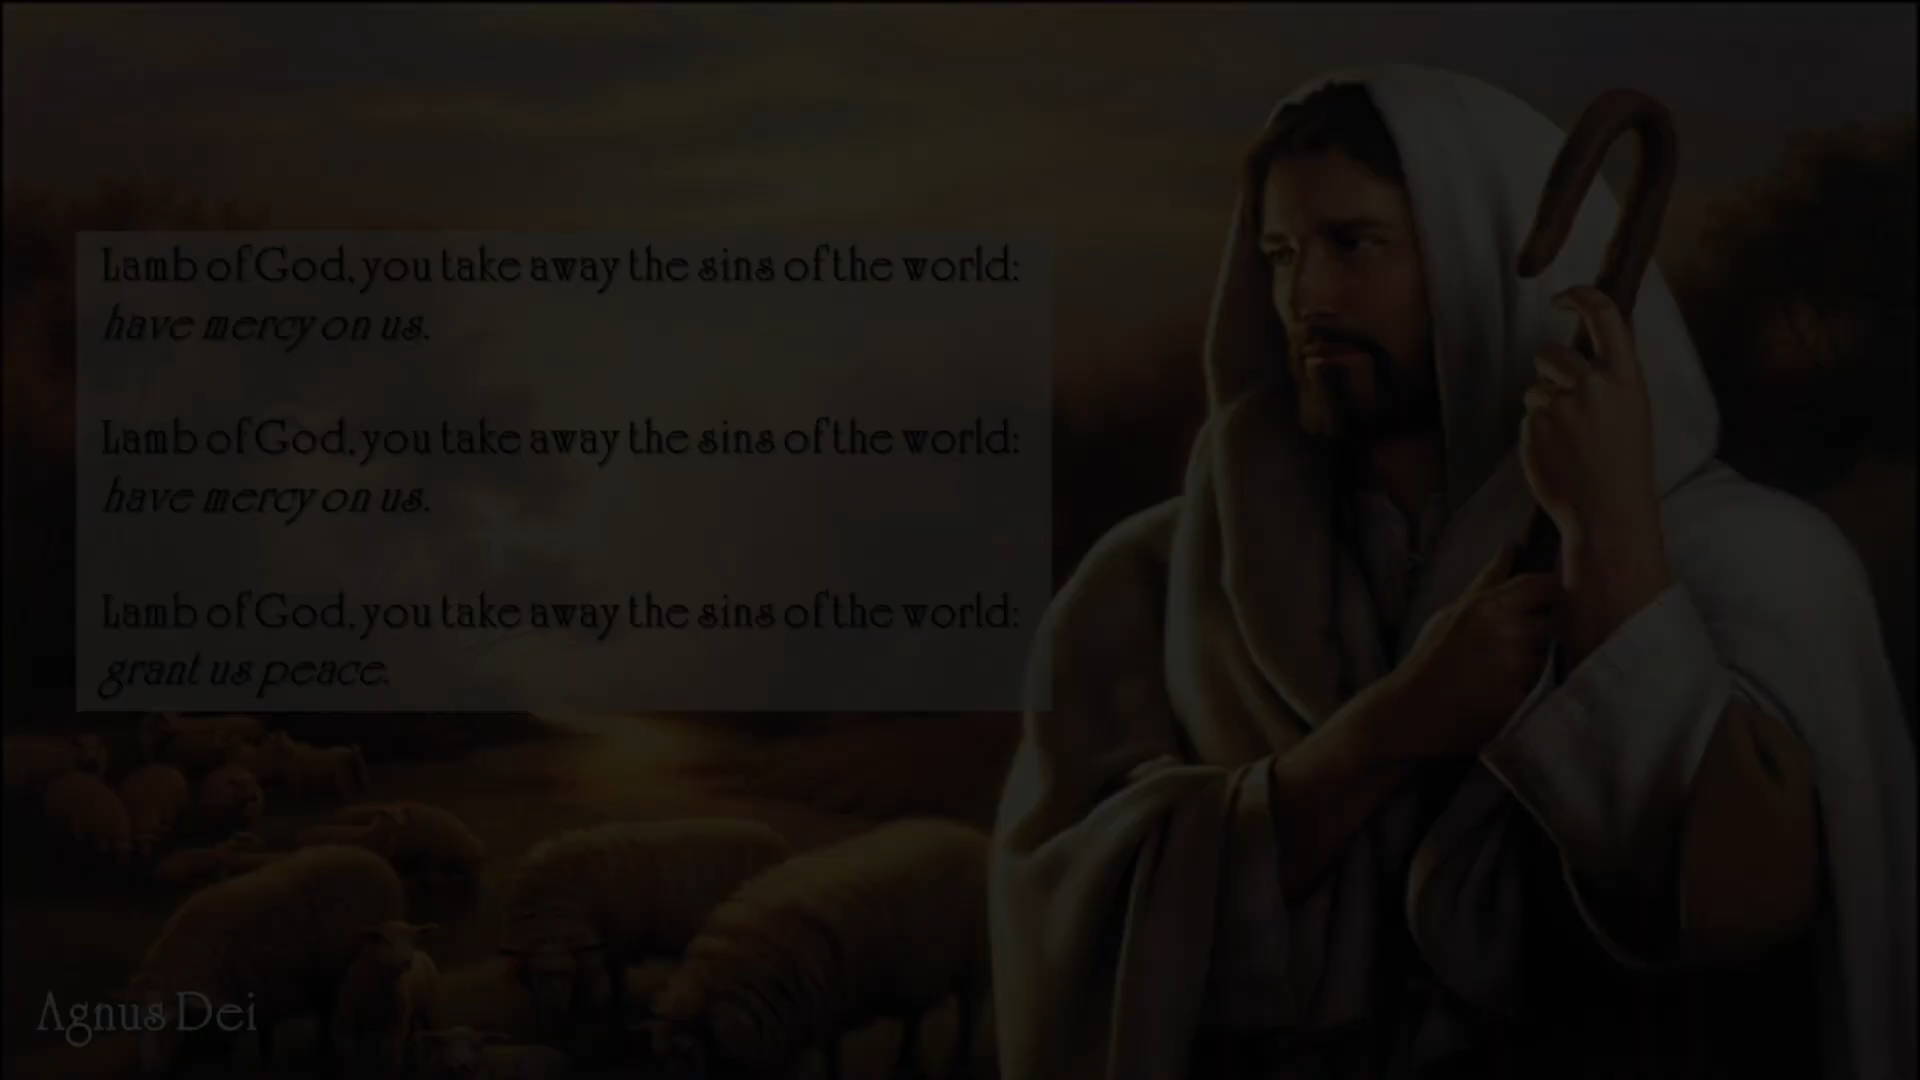 Lamb of God, you take away the sins of the world:
have mercy on us.
Lamb of God, you take away the sins of the world:
have mercy on us.
Lamb of God, you take away the sins of the world:
grant us peace.
Agnus Dei